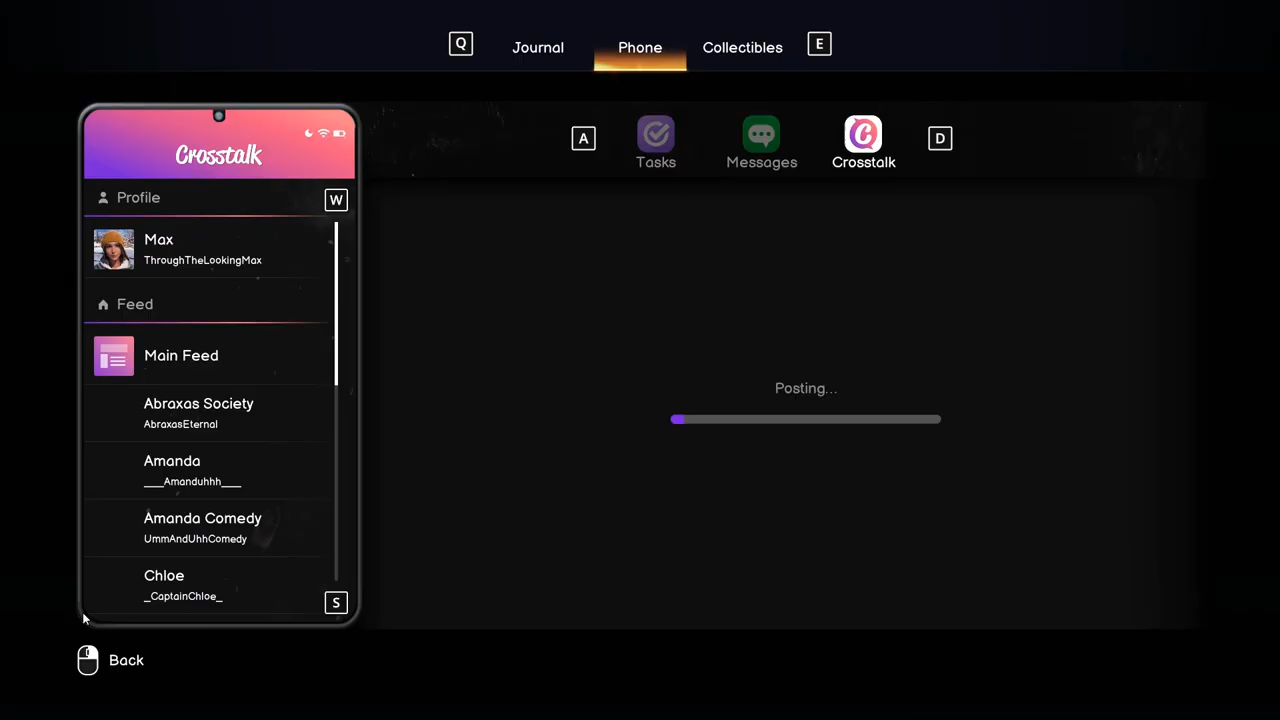 Q Journal Phone Collectibles E
Crosstalk
A Tasks Messages Crosstalk D
Profile W
Max
ThroughTheLookingMax
Feed
Main Feed
Abraxas Society
AbraxasEternal
Amanda
___Amanduhhh___
Amanda Comedy
UmmAndUhhComedy
Chloe
_CaptainChloe_
S
Posting...
Back